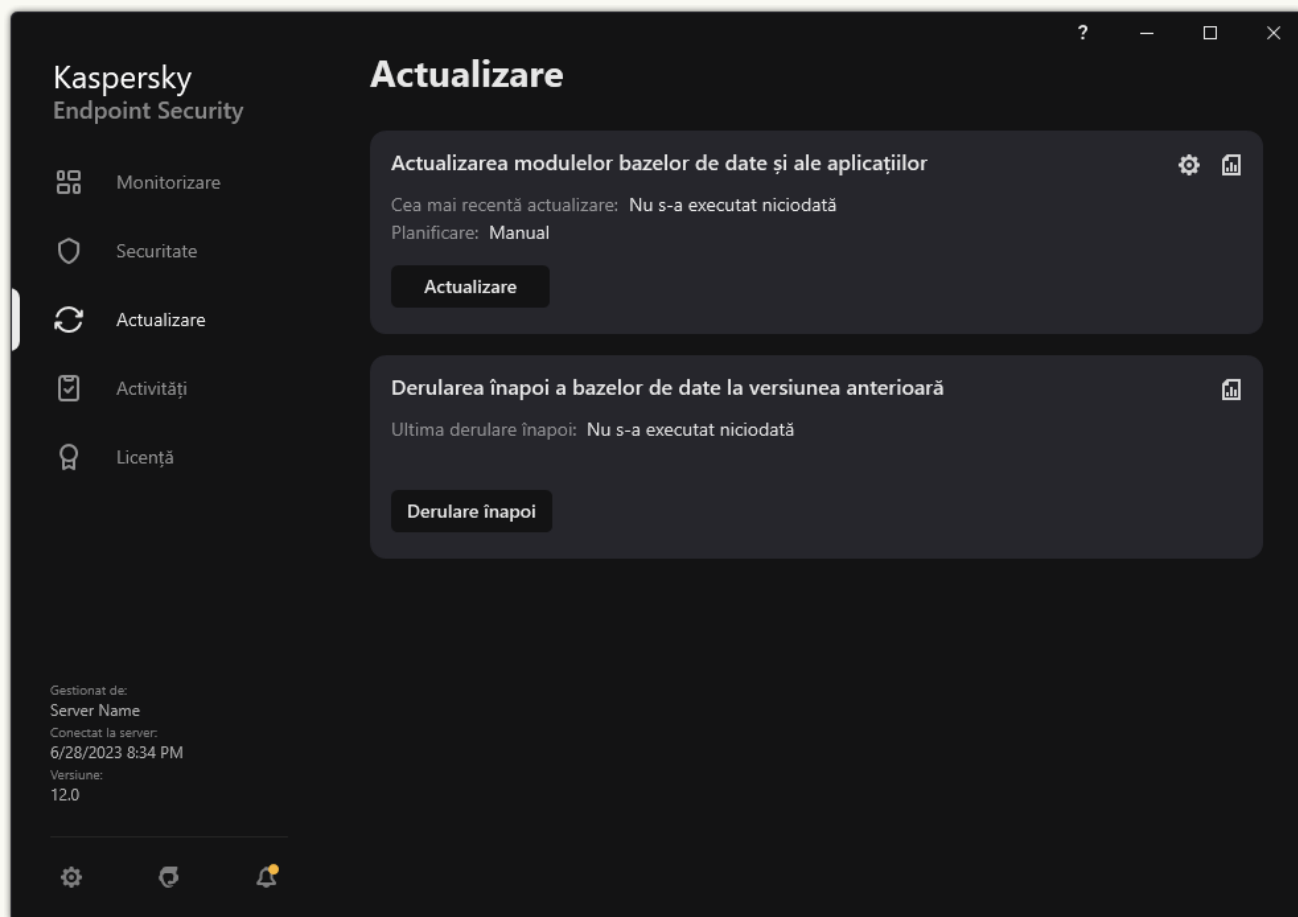 ?
Kaspersky
Endpoint Security
Monitorizare
Securitate
Actualizare
Activități
Licență
Gestionat de:
Server Name
Conectat la server:
6/28/2023 8:34 PM
Versiune:
12.0
Actualizare
Actualizarea modulelor bazelor de date și ale aplicațiilor
Cea mai recentă actualizare: Nu s-a executat niciodată
Planificare: Manual
Actualizare
Derularea înapoi a bazelor de date la versiunea anterioară
Ultima derulare înapoi: Nu s-a executat niciodată
Derulare înapoi